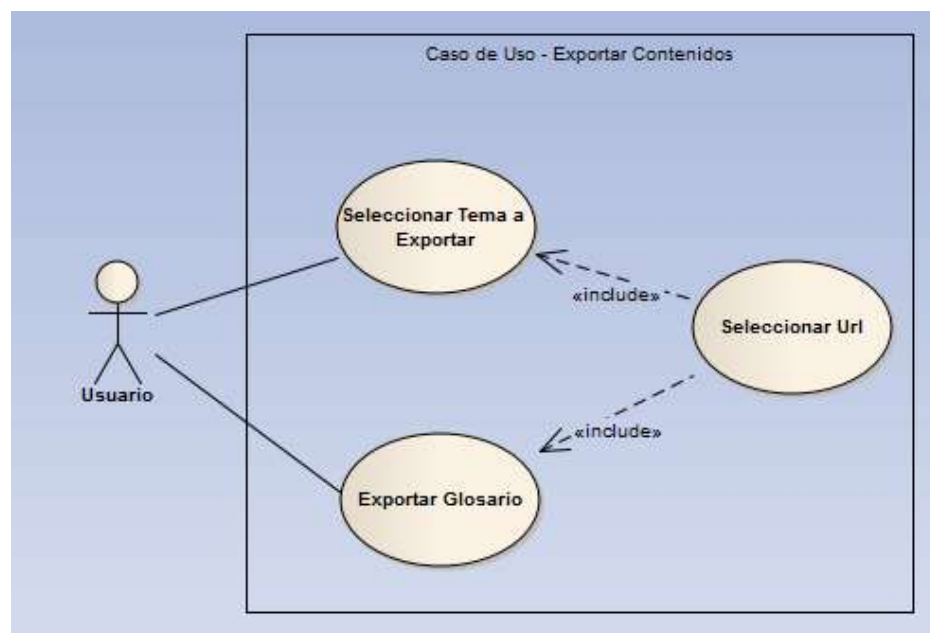 Caso de Uso - Exportar Contenidos
Seleccionar Tema a
Exportar
«include»
Seleccionar Url
Usuario
«include»
Exportar Glosario